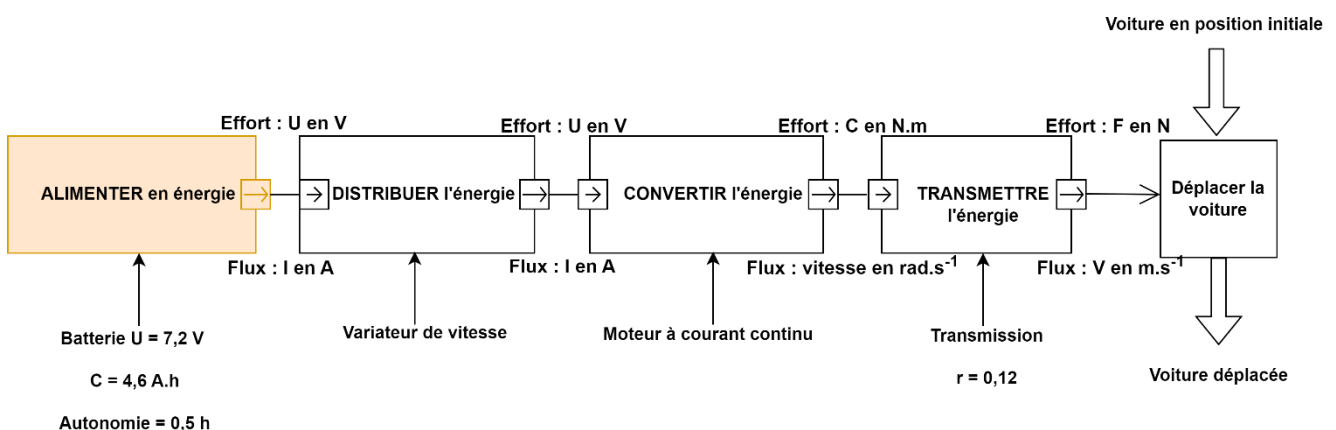 Voiture en position initiale
Effort : U en V
Effort : U en V
Effort : C en N.m
Effort : F en N
ALIMENTER en énergie
DISTRIBUER l'énergie
CONVERTIR l'énergie
TRANSMETTRE
l'énergie
Déplacer la
voiture
Flux : I en A
Flux : I en A
Flux : vitesse en rad.s⁻¹
Flux : V en m.s⁻¹
Batterie U = 7,2 V
C = 4,6 A.h
Autonomie = 0,5 h
Variateur de vitesse
Moteur à courant continu
Transmission
r = 0,12
Voiture déplacée